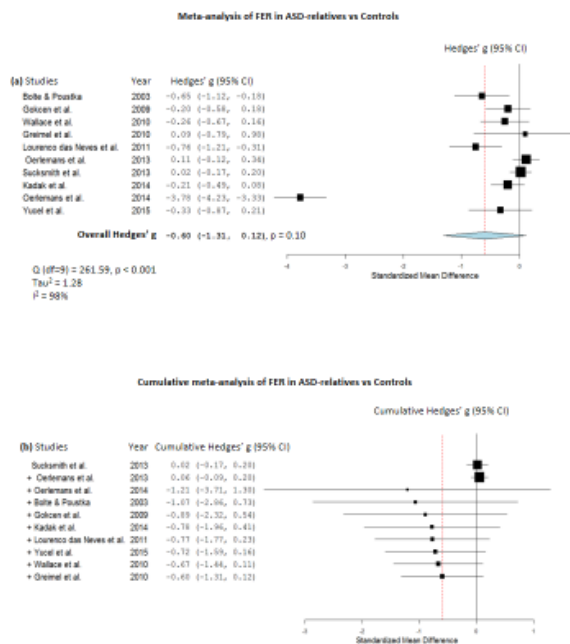 Meta-analysis of FER in ASD-relatives vs Controls
Hedges' g (95% CI)
(a) Studies Year Hedges' g (95% CI)
Bolte & Poustka 2003 -0.65 (-1.12, -0.18)
Gokcen et al. 2009 -0.20 (-0.58, 0.18)
Wallace et al. 2010 -0.26 (-0.67, 0.16)
Greimel et al. 2010 0.09 (-0.79, 0.98)
Lourenco das Neves et al. 2011 -0.76 (-1.21, -0.31)
Oerlemans et al. 2013 0.11 (-0.12, 0.34)
Sucksmith et al. 2013 0.02 (-0.17, 0.20)
Kadak et al. 2014 -0.21 (-0.49, 0.08)
Oerlemans et al. 2014 -3.78 (-4.23, -3.33)
Yucel et al. 2015 -0.33 (-0.87, 0.21)
Overall Hedges' g -0.60 (-1.31, 0.12), p = 0.10
-4 -3 -2 -1 0
Standardized Mean Difference
Q (df=9) = 261.59, p < 0.001
Tau² = 1.28
I² = 98%
Cumulative meta-analysis of FER in ASD-relatives vs Controls
Cumulative Hedges' g (95% CI)
(b) Studies Year Cumulative Hedges' g (95% CI)
Sucksmith et al. 2013 0.02 (-0.17, 0.20)
+ Oerlemans et al. 2013 0.06 (-0.09, 0.20)
+ Oerlemans et al. 2014 -1.21 (-3.71, 1.30)
+ Bolte & Poustka 2003 -1.07 (-2.86, 0.73)
+ Gokcen et al. 2009 -0.89 (-2.32, 0.54)
+ Kadak et al. 2014 -0.78 (-1.96, 0.41)
+ Lourenco das Neves et al. 2011 -0.77 (-1.77, 0.23)
+ Yucel et al. 2015 -0.72 (-1.59, 0.16)
+ Wallace et al. 2010 -0.67 (-1.44, 0.11)
+ Greimel et al. 2010 -0.60 (-1.31, 0.12)
-3 -2 -1 0 1
Standardized Mean Difference